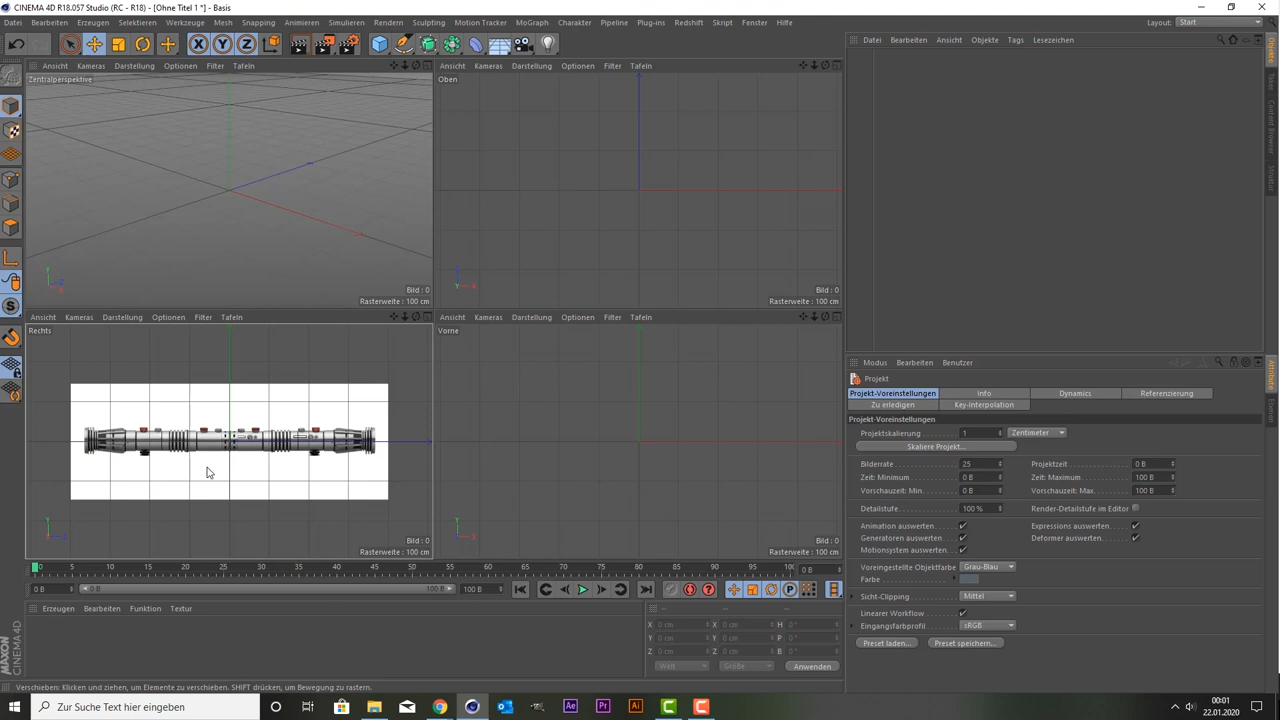 CINEMA 4D R18.057 Studio (RC - R18) - [Ohne Titel 1 *] - Basis
Datei Bearbeiten Erzeugen Selektieren Werkzeuge Mesh Snapping Animieren Simulieren Rendern Sculpting Motion Tracker MoGraph Charakter Pipeline Plug-ins Redshift Skript Fenster Hilfe Layout: Start
X Y Z
Datei Bearbeiten Ansicht Objekte Tags Lesezeichen
Ansicht Kameras Darstellung Optionen Filter Tafeln
Ansicht Kameras Darstellung Optionen Filter Tafeln
Zentralperspektive
Oben
Objekte
Takes
Content Browser
Struktur
Y Z X
Z Y X
Bild : 0
Bild : 0
Rasterweite : 100 cm
Rasterweite : 100 cm
Ansicht Kameras Darstellung Optionen Filter Tafeln
Ansicht Kameras Darstellung Optionen Filter Tafeln
Rechts
Vorne
Bild : 0
Bild : 0
Rasterweite : 100 cm
Rasterweite : 100 cm
Modus Bearbeiten Benutzer
Projekt
Projekt-Voreinstellungen Info Dynamics Referenzierung
Zu erledigen Key-Interpolation
Projekt-Voreinstellungen
Projektskalierung 1 Zentimeter
Skaliere Projekt...
Bilderrate 25 Projektzeit 0 B
Zeit: Minimum 0 B Zeit: Maximum 100 B
Vorschauzeit: Min. 0 B Vorschauzeit: Max. 100 B
Detailstufe 100 % Render-Detailstufe im Editor
Animation auswerten Expressions auswerten
Generatoren auswerten Deformer auswerten
Motionsystem auswerten
Voreingestellte Objektfarbe Grau-Blau
Farbe
Sicht-Clipping Mittel
Linearer Workflow
Eingangsfarbprofil sRGB
Preset laden... Preset speichern...
Attribute
Ebenen
0 5 10 15 20 25 30 35 40 45 50 55 60 65 70 75 80 85 90 95 100 0 B
0 B 0 B 100 B 100 B
Erzeugen Bearbeiten Funktion Textur
X 0 cm X 0 cm H 0 °
Y 0 cm Y 0 cm P 0 °
Z 0 cm Z 0 cm B 0 °
Welt Größe Anwenden
MAXON
CINEMA 4D
Verschieben: Klicken und ziehen, um Elemente zu verschieben. SHIFT drücken, um Bewegung zu rastern.
Zur Suche Text hier eingeben
Ae Pr Ai
00:01
22.01.2020